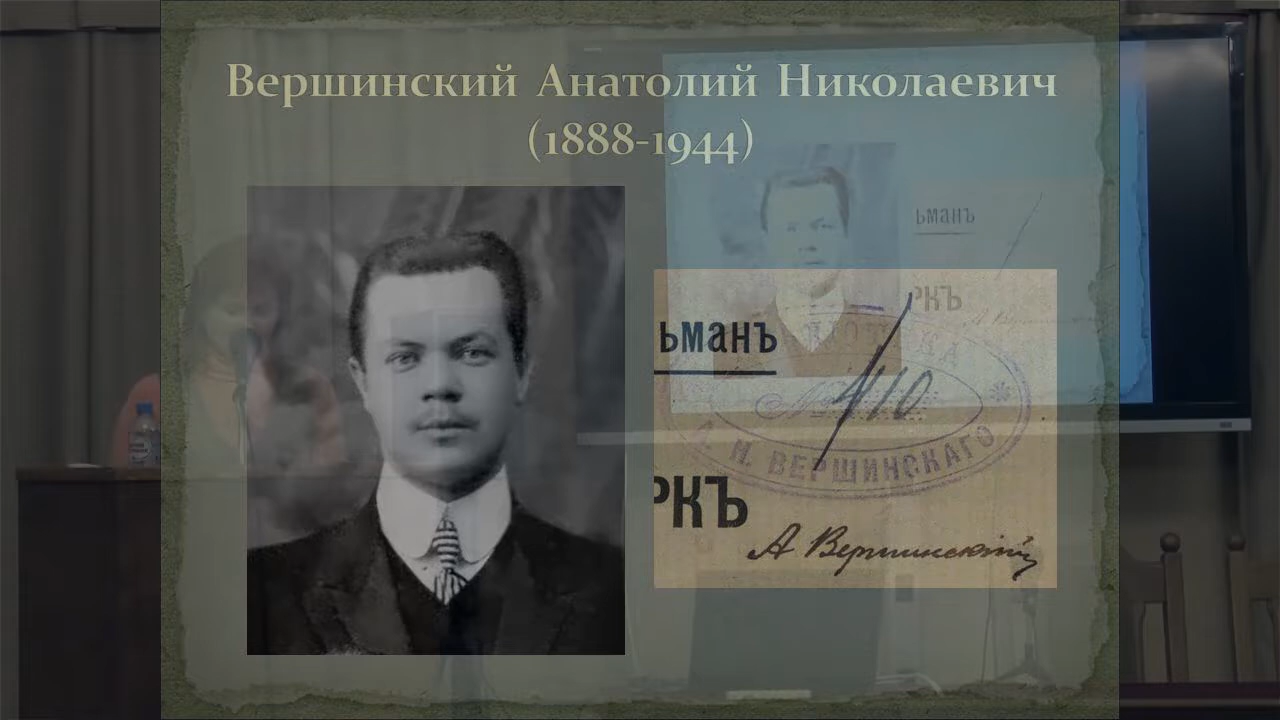 Вершинский Анатолий Николаевич
(1888-1944)
ьманъ
ьманъ
РКЪ
№ 410
А. Н. ВЕРШИНСКАГО
РКЪ
А Вершинскій